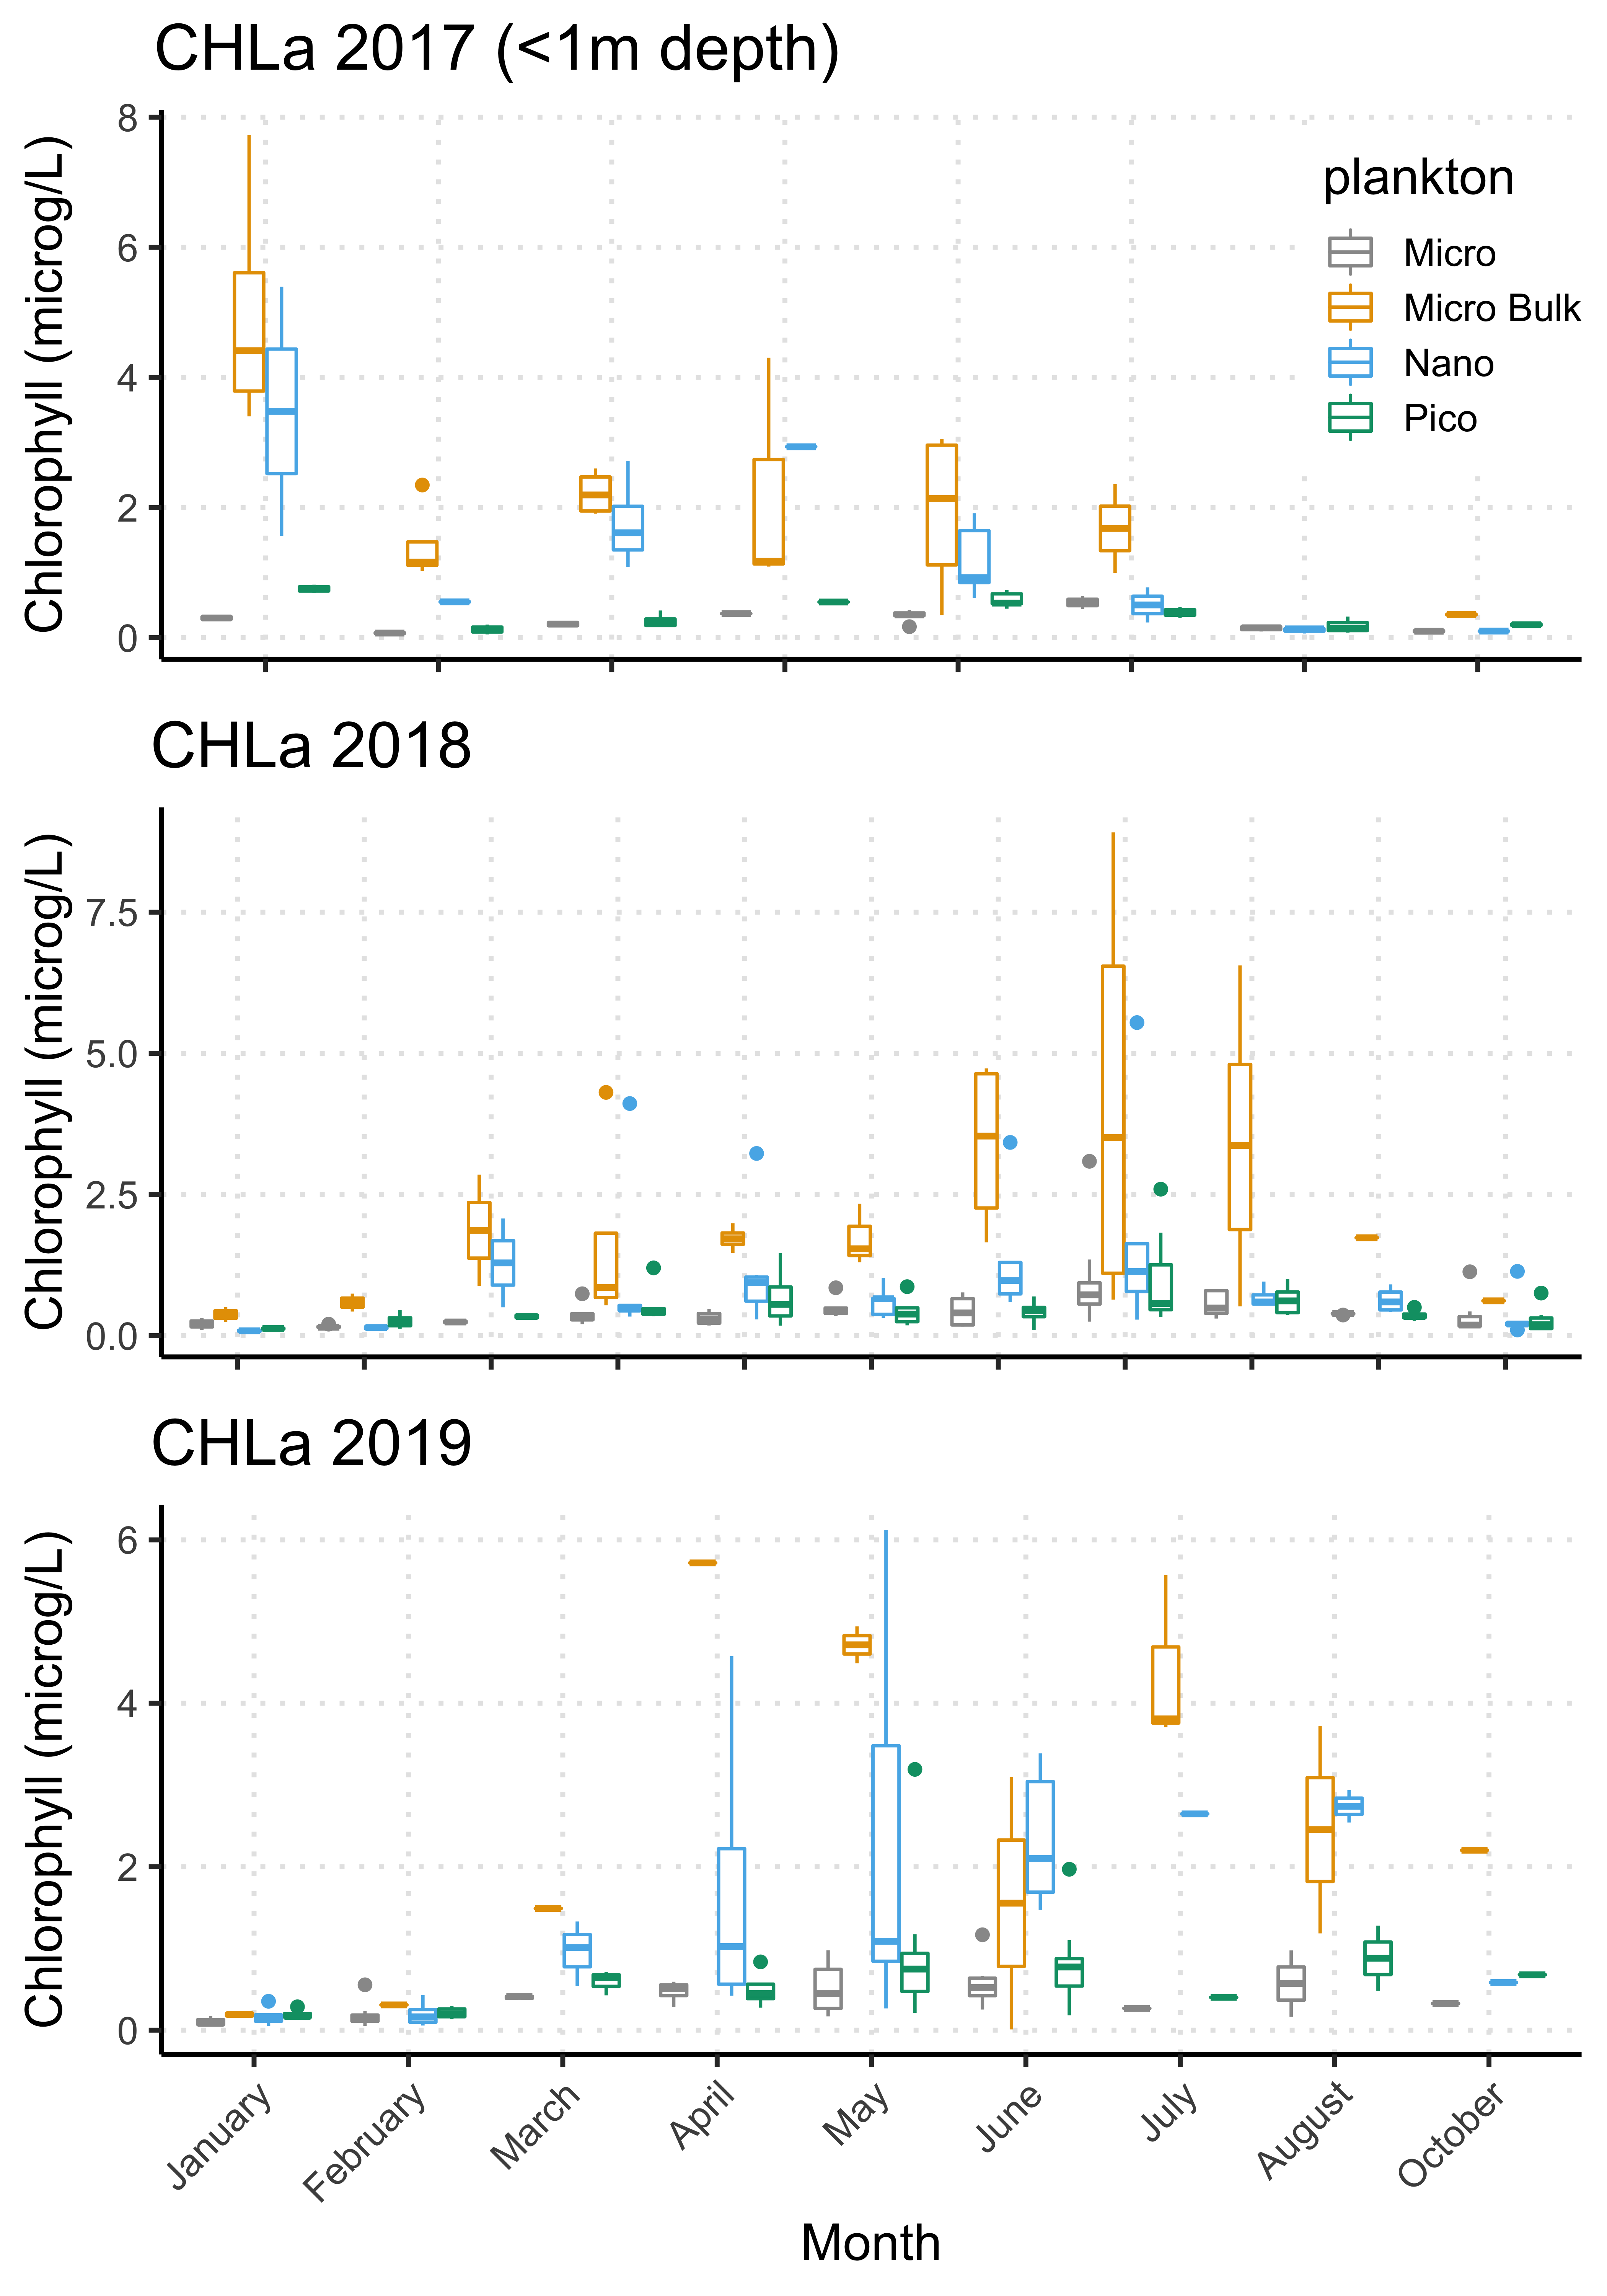 CHLa 2017 (<1m depth)
Chlorophyll (microg/L)
8
6
4
2
0
plankton
Micro
Micro Bulk
Nano
Pico
CHLa 2018
Chlorophyll (microg/L)
7.5
5.0
2.5
0.0
CHLa 2019
Chlorophyll (microg/L)
6
4
2
0
January
February
March
April
May
June
July
August
October
Month